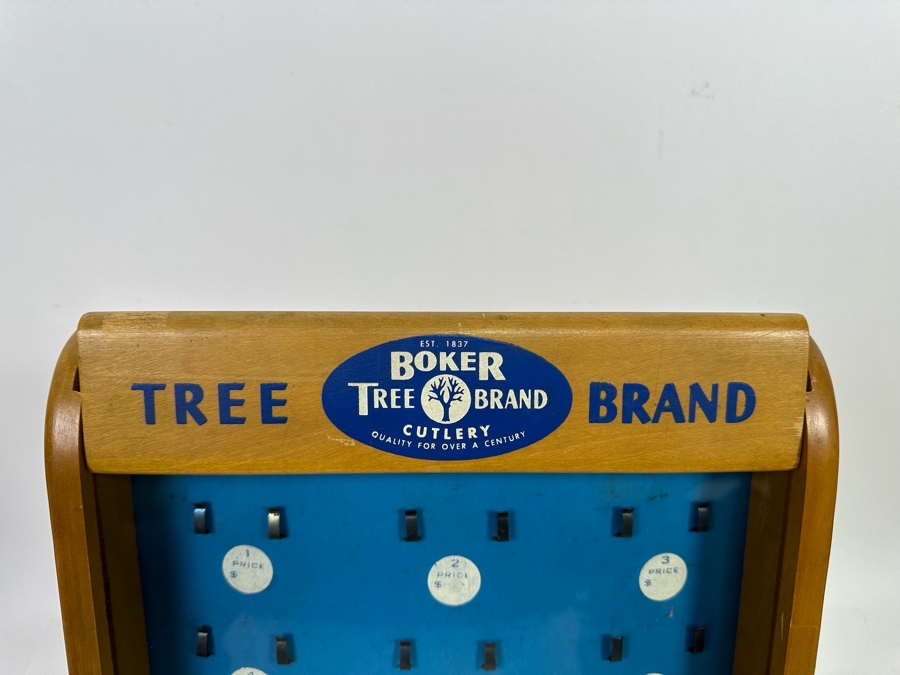 EST. 1837
BOKER
TREE TREE BRAND BRAND
CUTLERY
QUALITY FOR OVER A CENTURY
1 2 3
PRICE PRICE PRICE
$ $ $